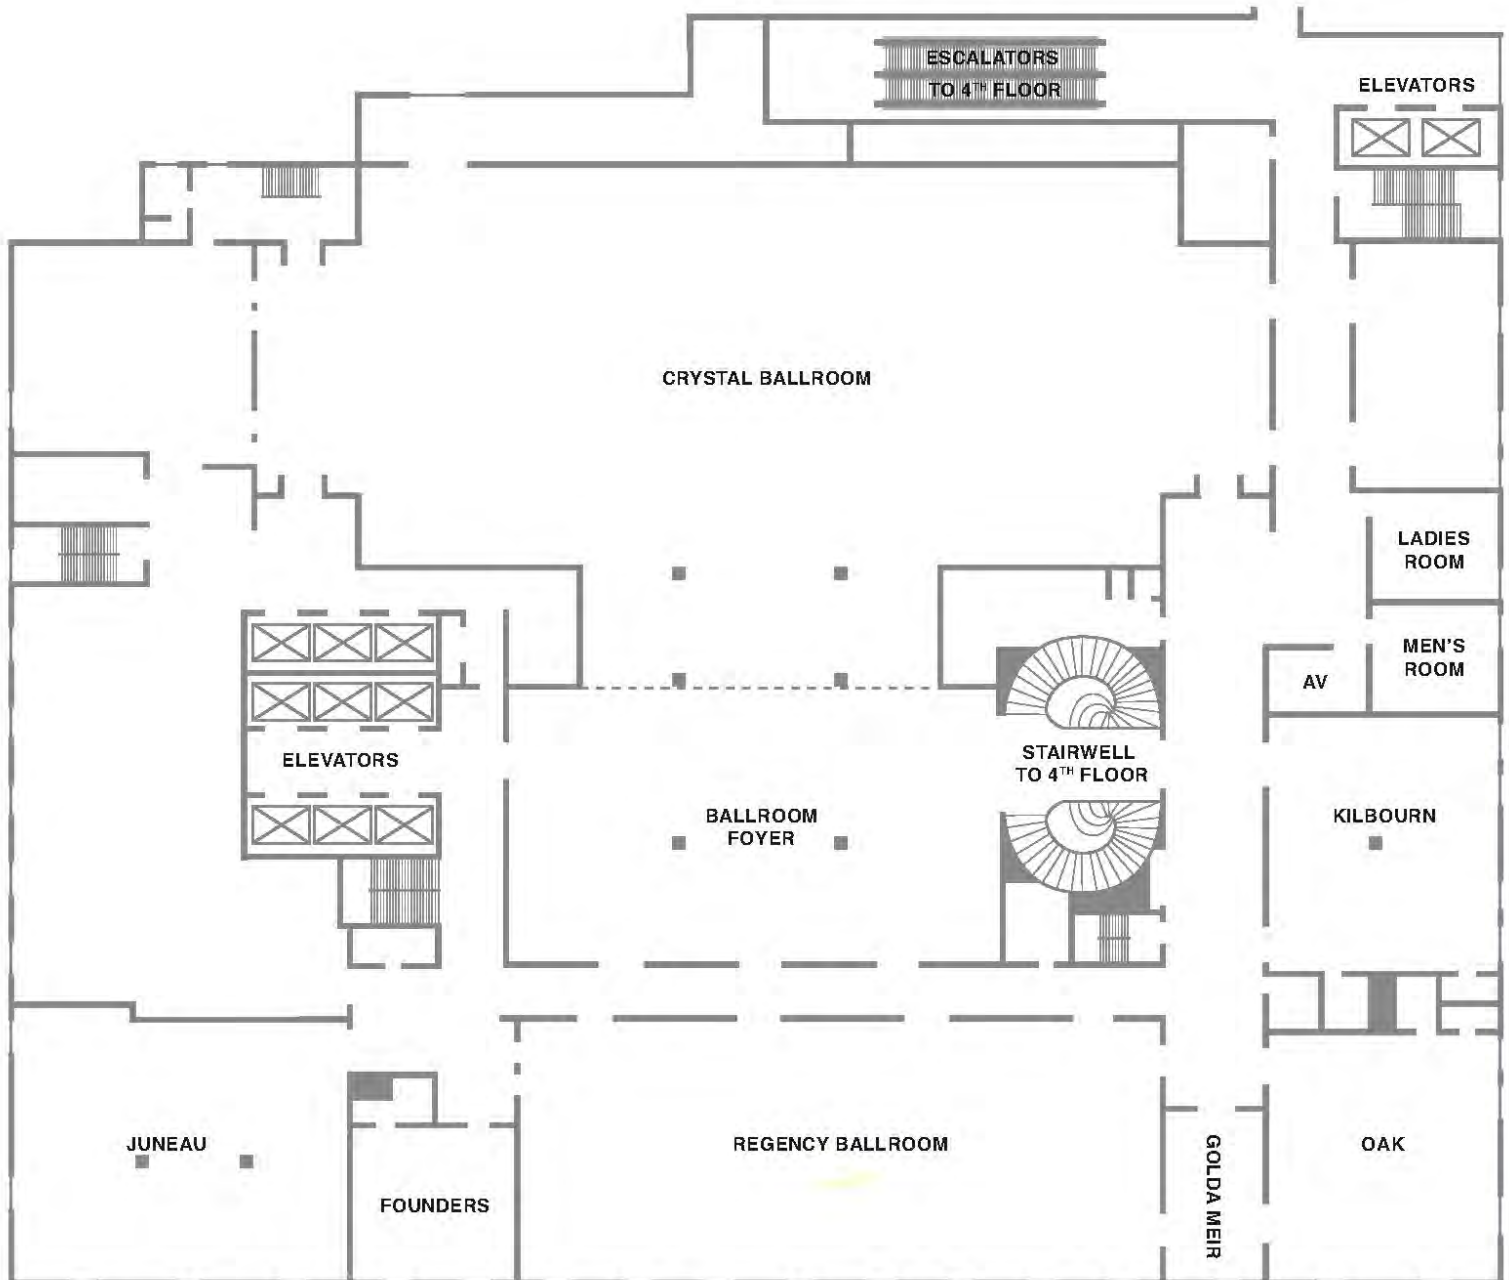 ESCALATORS
TO 4TH FLOOR
ELEVATORS
CRYSTAL BALLROOM
LADIES
ROOM
MEN'S
ROOM
AV
ELEVATORS
STAIRWELL
TO 4TH FLOOR
BALLROOM
FOYER
KILBOURN
JUNEAU
REGENCY BALLROOM
OAK
GOLDA MEIR
FOUNDERS